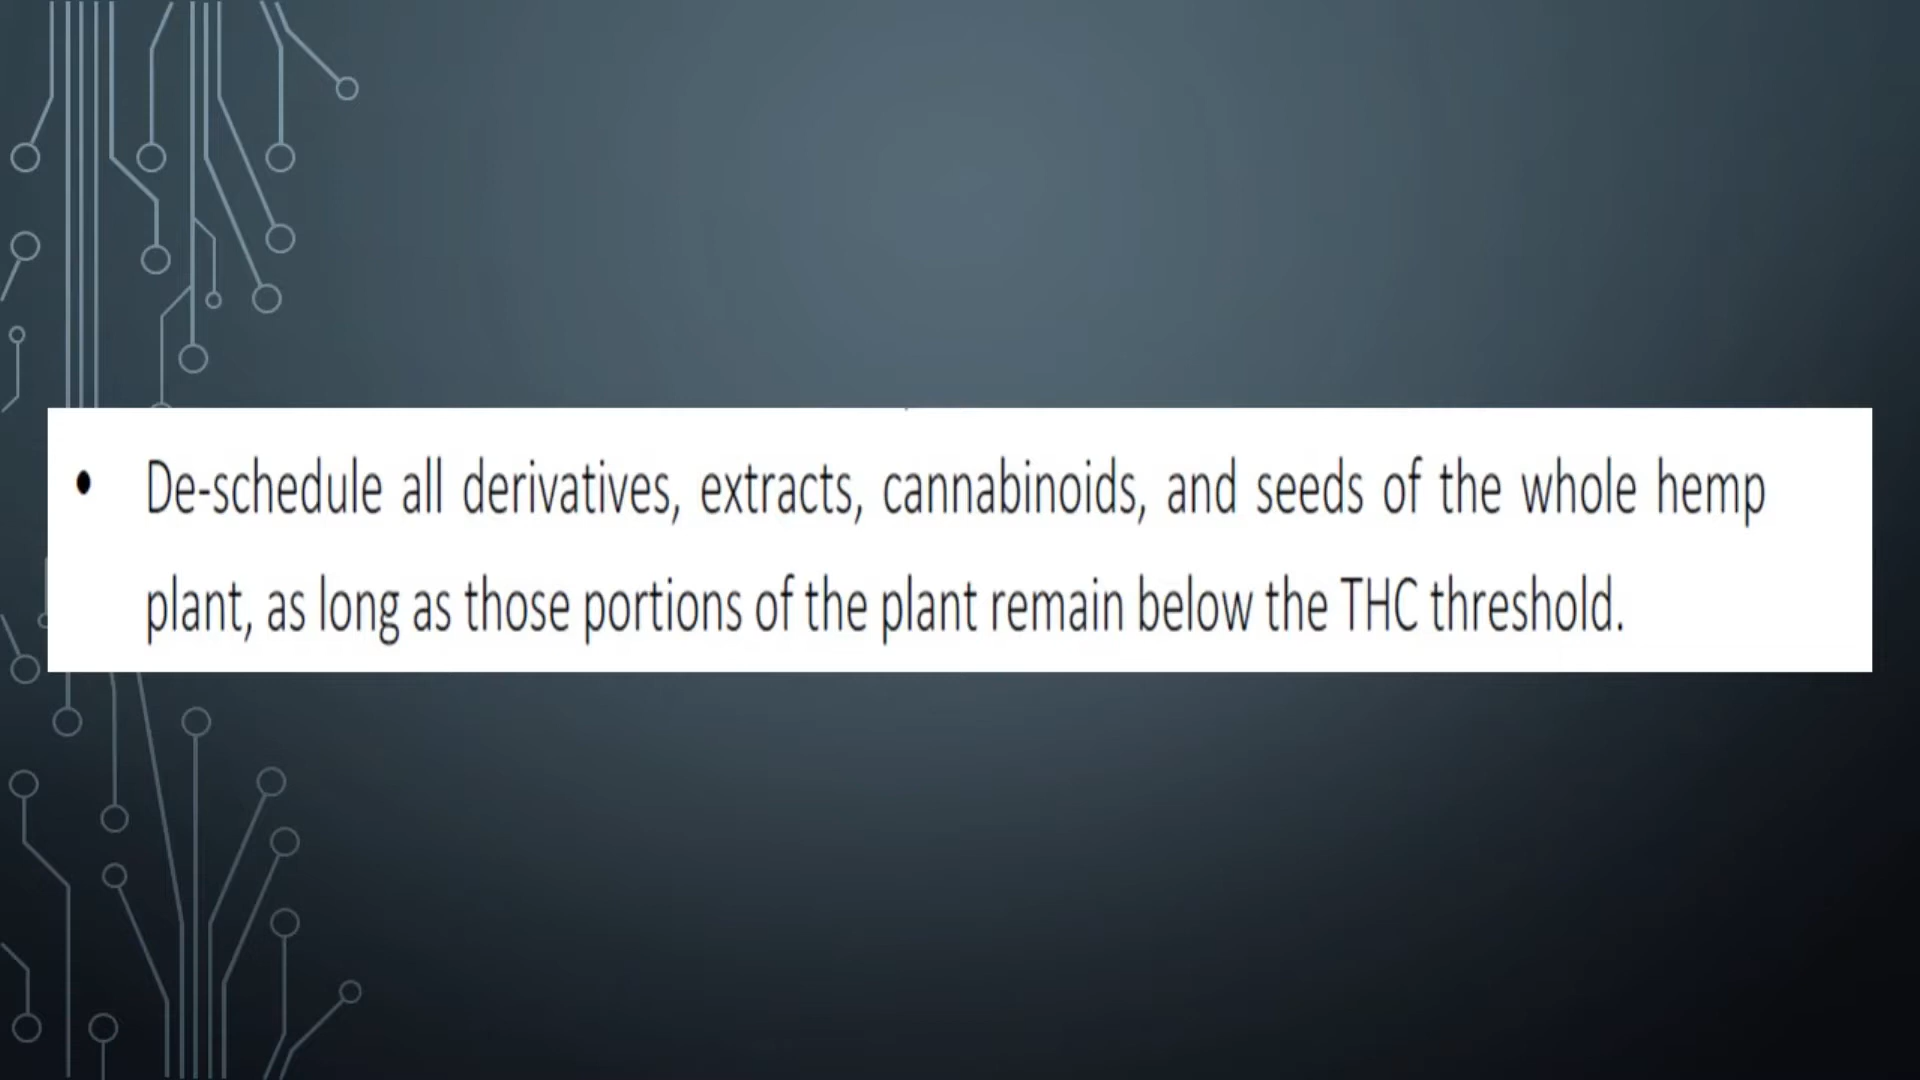 • De-schedule all derivatives, extracts, cannabinoids, and seeds of the whole hemp
plant, as long as those portions of the plant remain below the THC threshold.